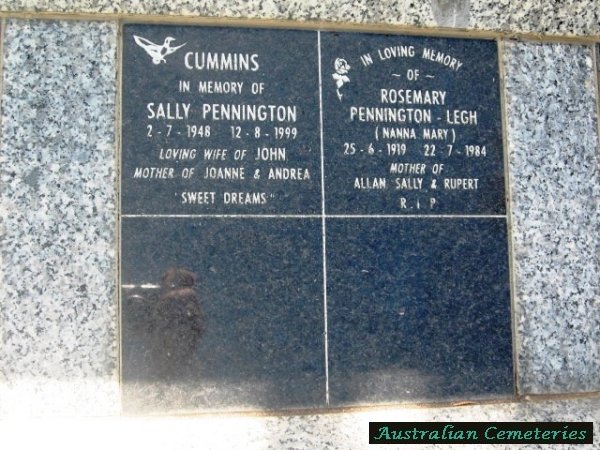 CUMMINS
IN MEMORY OF
SALLY PENNINGTON
2-7-1948 12-8-1999
LOVING WIFE OF JOHN
MOTHER OF JOANNE & ANDREA
"SWEET DREAMS"
IN LOVING MEMORY
~ OF ~
ROSEMARY
PENNINGTON-LEGH
(NANNA MARY)
25-6-1919 22-7-1984
MOTHER OF
ALLAN SALLY & RUPERT
R.I.P
Australian Cemeteries